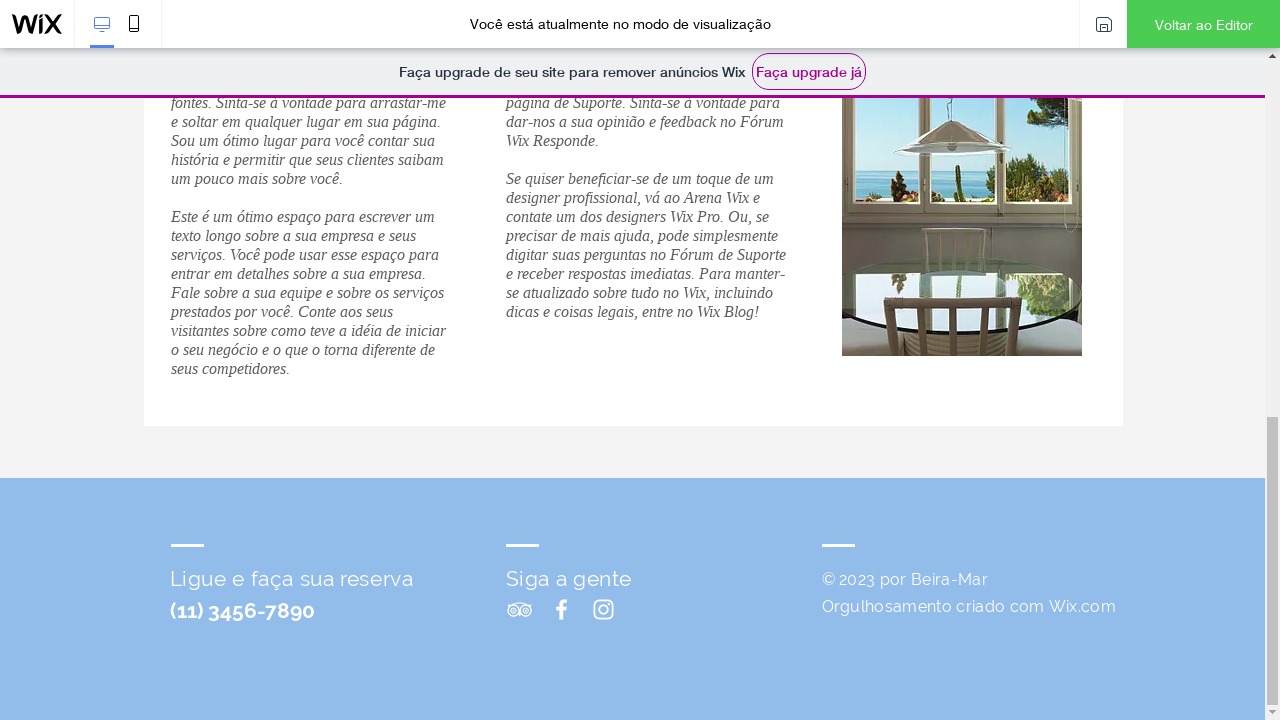 WiX
Você está atualmente no modo de visualização
Voltar ao Editor
Faça upgrade de seu site para remover anúncios Wix Faça upgrade já
fontes. Sinta-se à vontade para arrastar-me
e soltar em qualquer lugar em sua página.
Sou um ótimo lugar para você contar sua
história e permitir que seus clientes saibam
um pouco mais sobre você.
Este é um ótimo espaço para escrever um
texto longo sobre a sua empresa e seus
serviços. Você pode usar esse espaço para
entrar em detalhes sobre a sua empresa.
Fale sobre a sua equipe e sobre os serviços
prestados por você. Conte aos seus
visitantes sobre como teve a idéia de iniciar
o seu negócio e o que o torna diferente de
seus competidores.
página de Suporte. Sinta-se à vontade para
dar-nos a sua opinião e feedback no Fórum
Wix Responde.
Se quiser beneficiar-se de um toque de um
designer profissional, vá ao Arena Wix e
contate um dos designers Wix Pro. Ou, se
precisar de mais ajuda, pode simplesmente
digitar suas perguntas no Fórum de Suporte
e receber respostas imediatas. Para manter-
se atualizado sobre tudo no Wix, incluindo
dicas e coisas legais, entre no Wix Blog!
Ligue e faça sua reserva
(11) 3456-7890
Siga a gente
© 2023 por Beira-Mar
Orgulhosamento criado com Wix.com